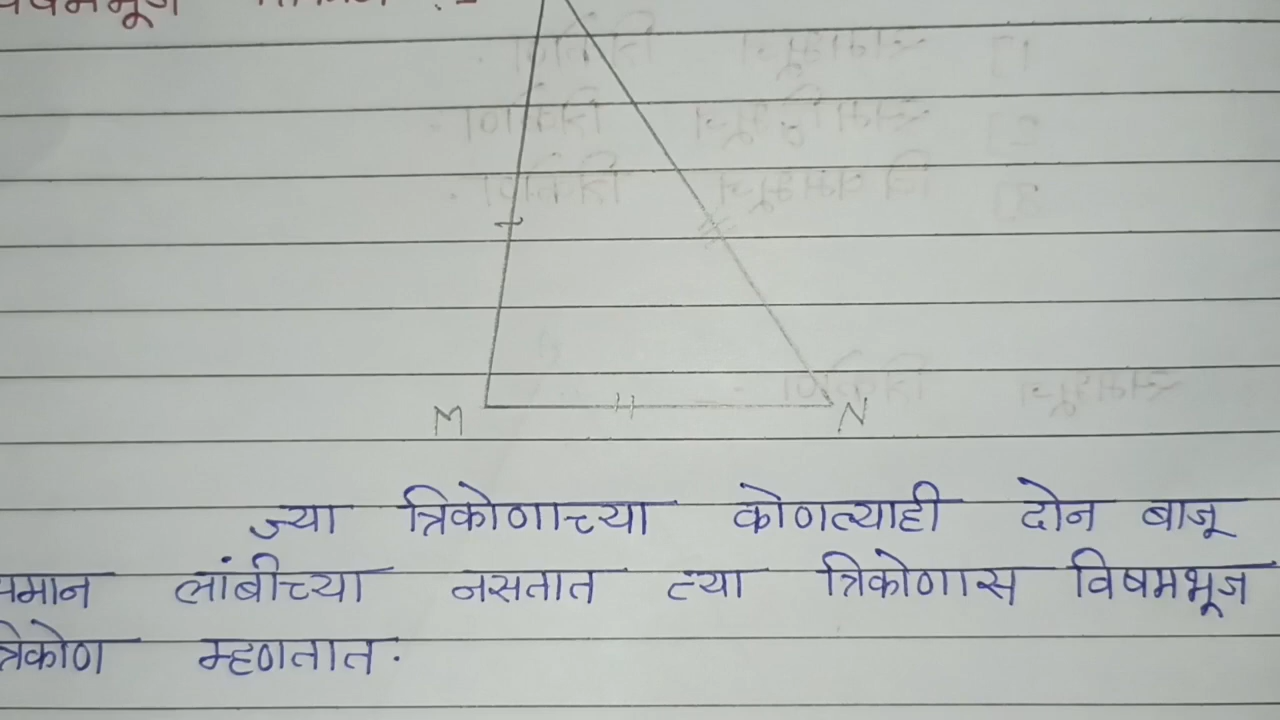 M N
ज्या त्रिकोणाच्या कोणत्याही दोन बाजू
समान लांबीच्या नसतात त्या त्रिकोणास विषमभूज
त्रिकोण म्हणतात.